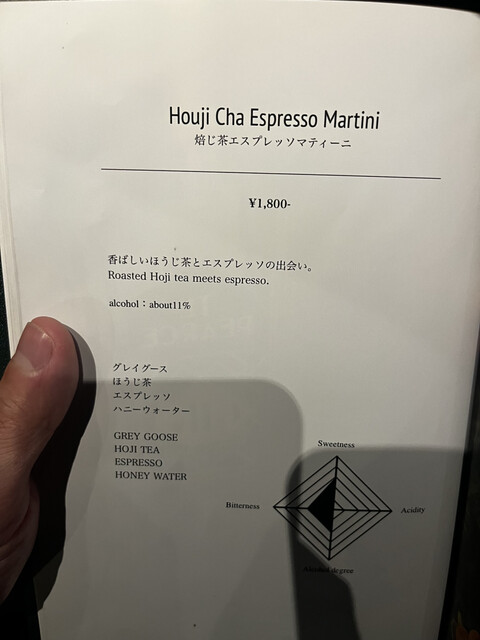 Houji Cha Espresso Martini
焙じ茶エスプレッソマティーニ
¥1,800-
香ばしいほうじ茶とエスプレッソの出会い。
Roasted Hoji tea meets espresso.
alcohol：about11%
グレイグース
ほうじ茶
エスプレッソ
ハニーウォーター
GREY GOOSE
HOJI TEA
ESPRESSO
HONEY WATER
Sweetness
Bitterness
Acidity
Alcohol degree